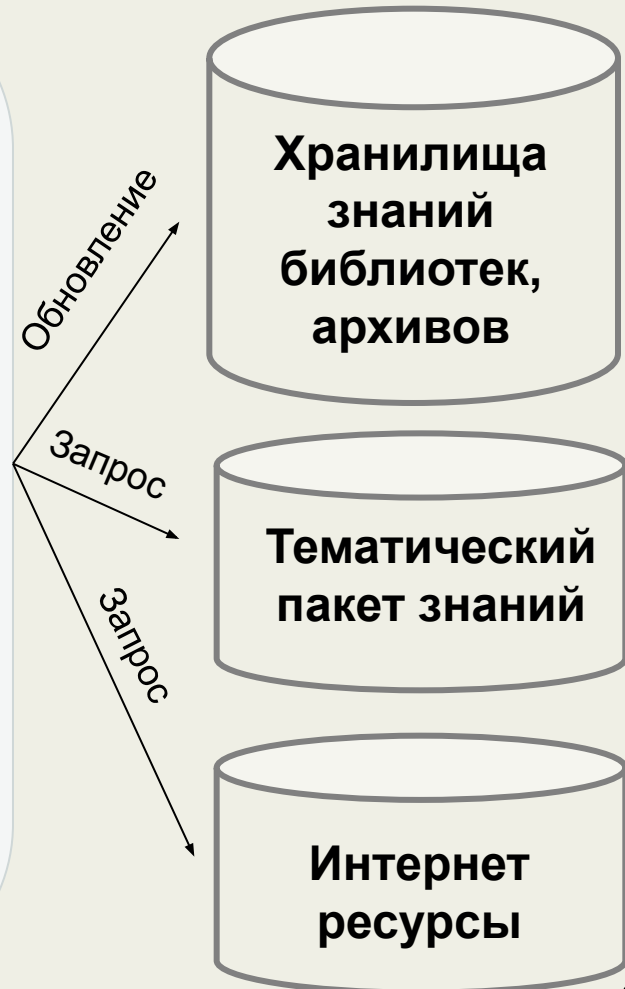 Обновление
Хранилища
знаний
библиотек,
архивов
Запрос
Тематический
пакет знаний
Запрос
Интернет
ресурсы